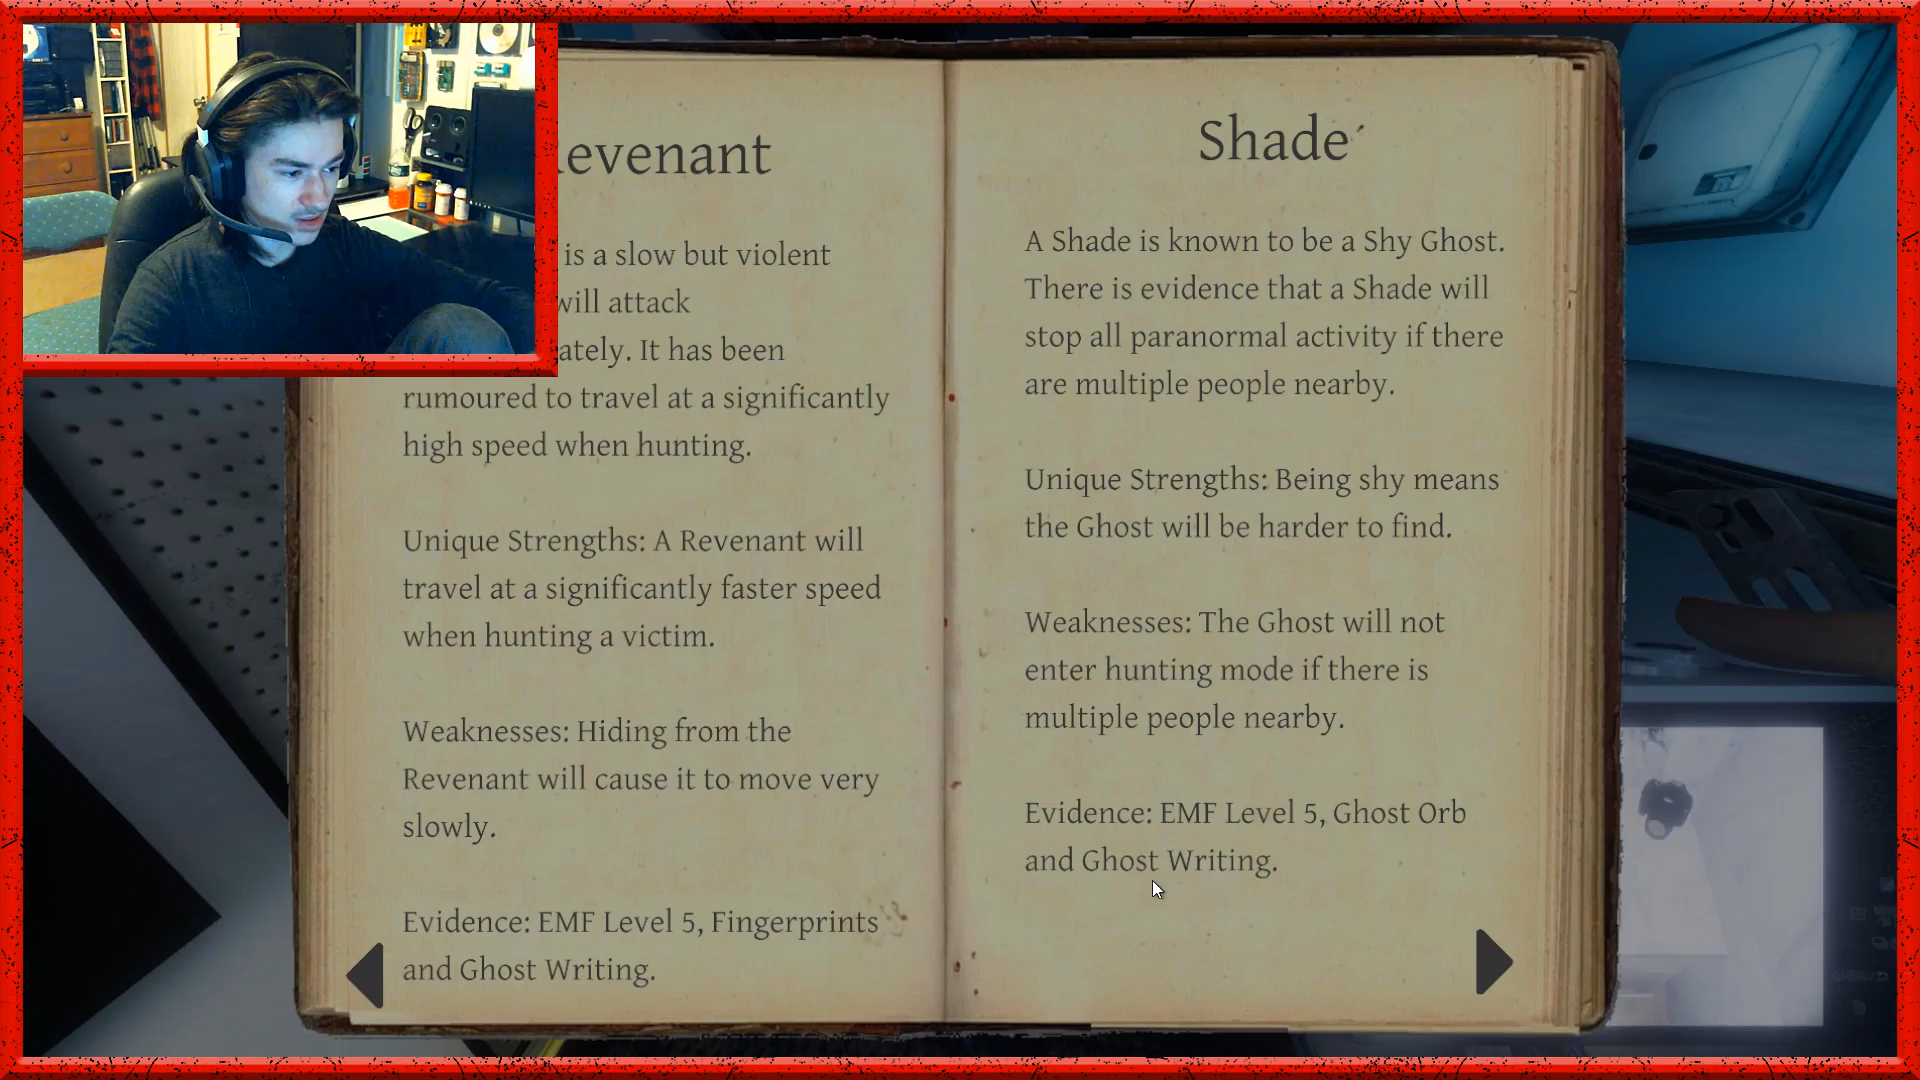 evenant
is a slow but violent
will attack
ately. It has been
rumoured to travel at a significantly
high speed when hunting.
Unique Strengths: A Revenant will
travel at a significantly faster speed
when hunting a victim.
Weaknesses: Hiding from the
Revenant will cause it to move very
slowly.
Evidence: EMF Level 5, Fingerprints
and Ghost Writing.
Shade
A Shade is known to be a Shy Ghost.
There is evidence that a Shade will
stop all paranormal activity if there
are multiple people nearby.
Unique Strengths: Being shy means
the Ghost will be harder to find.
Weaknesses: The Ghost will not
enter hunting mode if there is
multiple people nearby.
Evidence: EMF Level 5, Ghost Orb
and Ghost Writing.